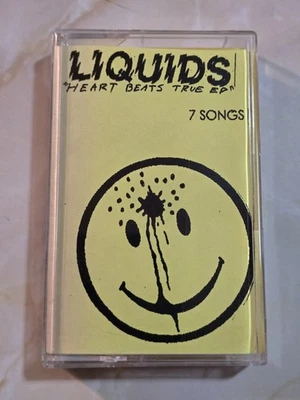 LIQUIDS
"HEART BEATS TRUE EP"
7 SONGS